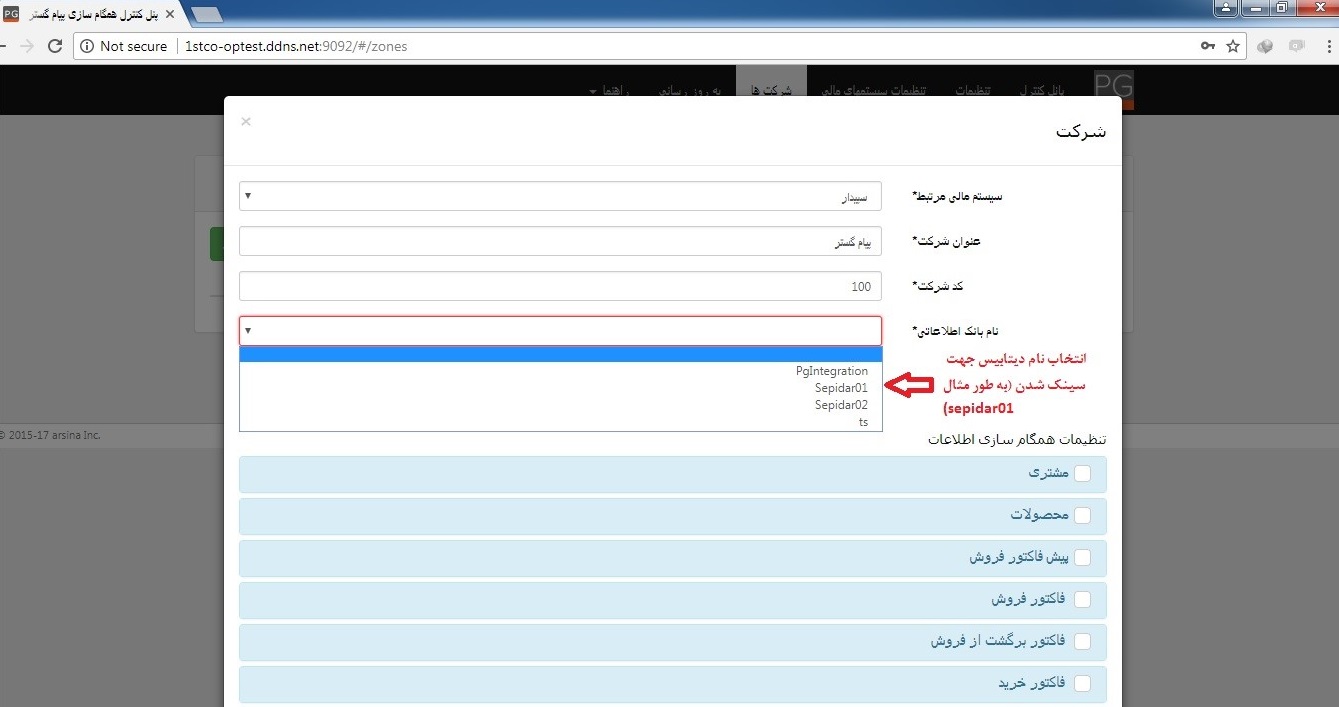 پنل کنترل همگام سازی پیام گستر
Not secure
1stco-optest.ddns.net:9092/#/zones
PG
پانل کنترل
تنظیمات
تنظیمات سیستمهای مالی
شرکت ها
به روز رسانی
راهنما
شرکت
×
سیستم مالی مرتبط*
سپیدار
عنوان شرکت*
پیام گستر
کد شرکت*
100
نام بانک اطلاعاتی*
PgIntegration
Sepidar01
Sepidar02
ts
انتخاب نام دیتابیس جهت
سینک شدن (به طور مثال
sepidar01)
© 2015-17 arsina Inc.
تنظیمات همگام سازی اطلاعات
مشتری
محصولات
پیش فاکتور فروش
فاکتور فروش
فاکتور برگشت از فروش
فاکتور خرید